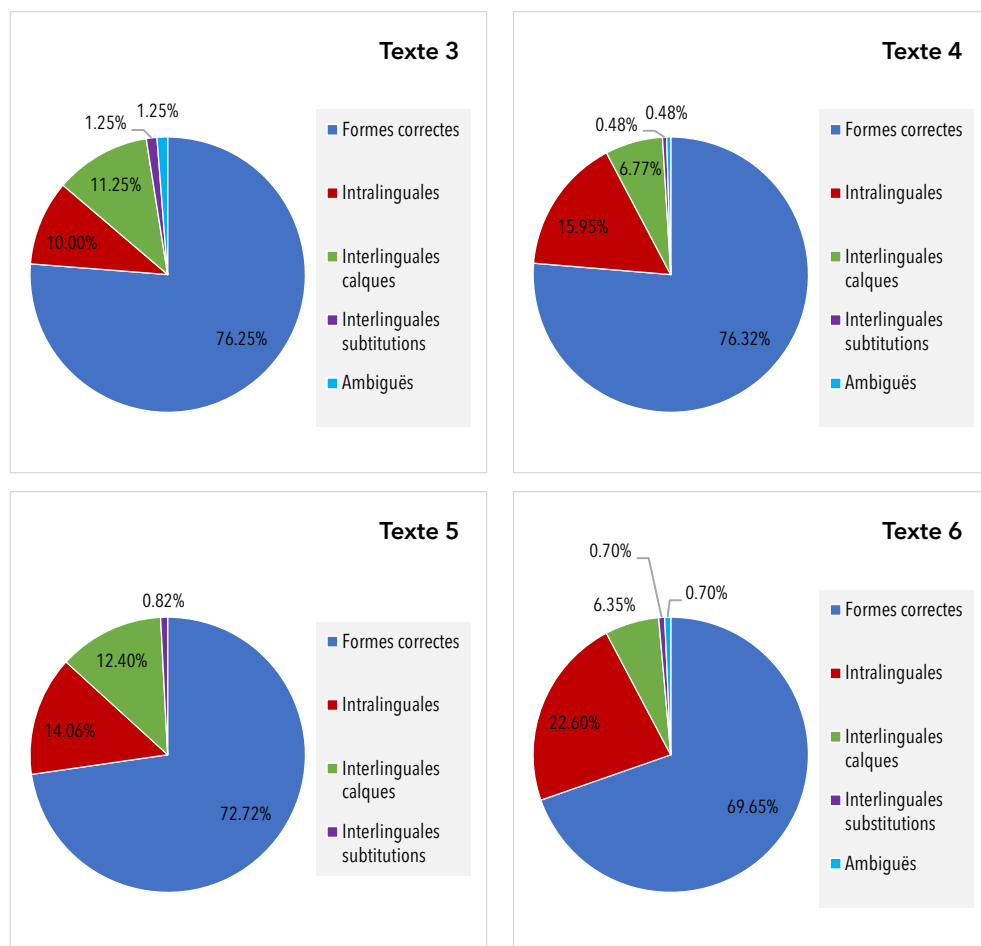 Texte 3
1.25%
1.25%
11.25%
10.00%
76.25%
Formes correctes
Intralinguales
Interlinguales
calques
Interlinguales
subtitutions
Ambiguës
Texte 4
0.48%
0.48%
6.77%
15.95%
76.32%
Formes correctes
Intralinguales
Interlinguales
calques
Interlinguales
subtitutions
Ambiguës
Texte 5
0.82%
12.40%
14.06%
72.72%
Formes correctes
Intralinguales
Interlinguales
calques
Interlinguales
subtitutions
Texte 6
0.70%
0.70%
6.35%
22.60%
69.65%
Formes correctes
Intralinguales
Interlinguales
calques
Interlinguales
substitutions
Ambiguës